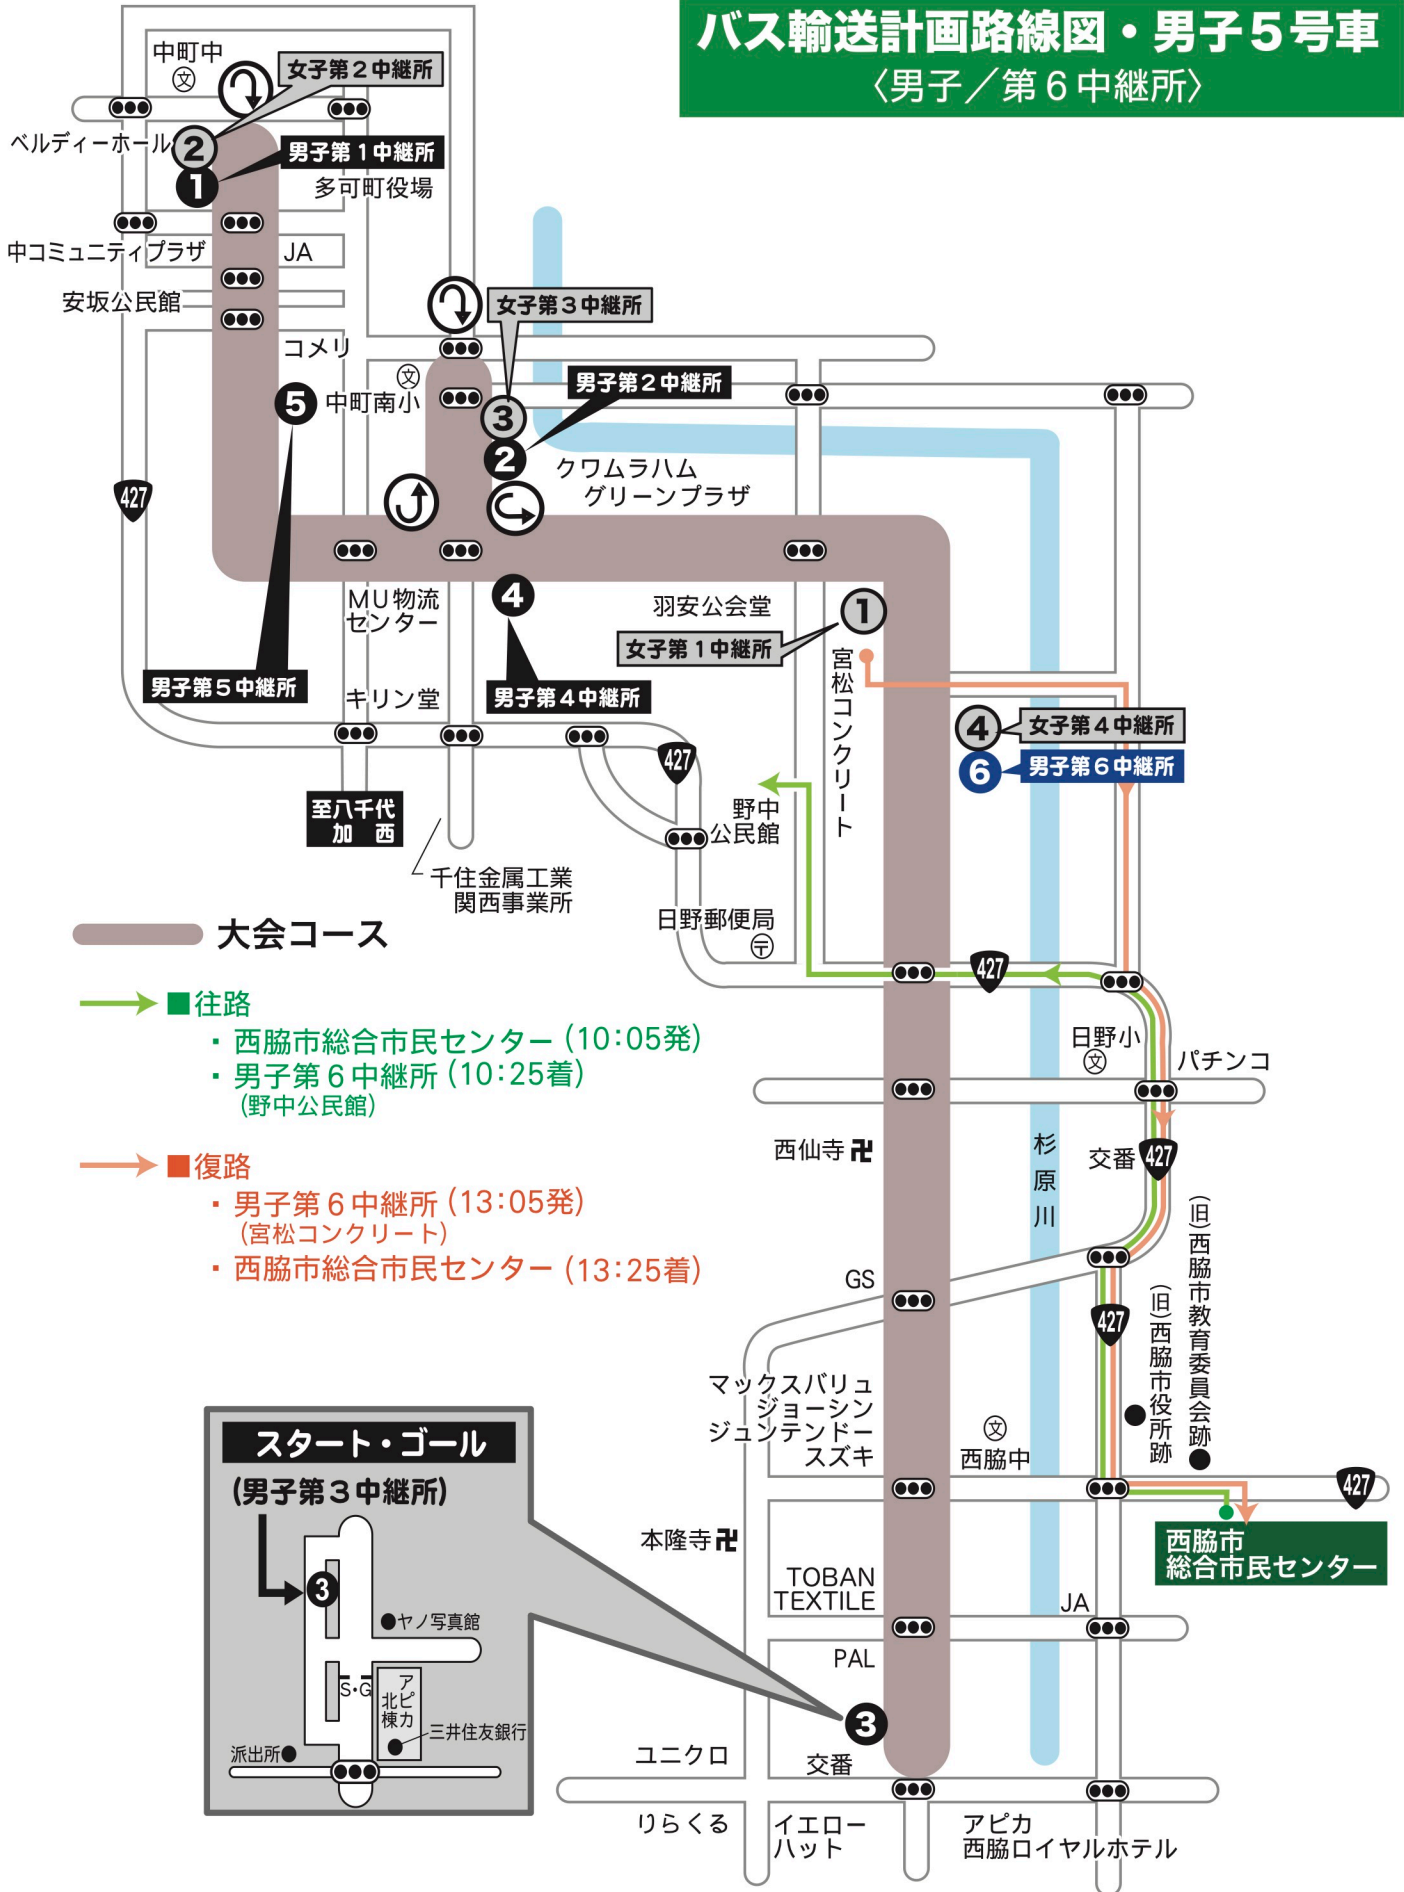 バス輸送計画路線図・男子5号車
〈男子／第6中継所〉
中町中
文
女子第2中継所
ベルディーホール
2
男子第1中継所
1
多可町役場
中コミュニティプラザ
JA
安坂公民館
女子第3中継所
コメリ
文
男子第2中継所
5
中町南小
3
2
クワムラハム
グリーンプラザ
427
MU物流
センター
4
羽安公会堂
1
女子第1中継所
男子第5中継所
キリン堂
男子第4中継所
宮松コンクリート
4
女子第4中継所
6
男子第6中継所
427
至八千代
加 西
野中
公民館
千住金属工業
関西事業所
日野郵便局
〒
大会コース
427
■往路
・西脇市総合市民センター（10：05発）
・男子第6中継所（10：25着）
（野中公民館）
日野小
文
パチンコ
西仙寺卍
杉原川
交番
427
■復路
・男子第6中継所（13：05発）
（宮松コンクリート）
・西脇市総合市民センター（13：25着）
GS
427
（旧）西脇市役所跡
（旧）西脇市教育委員会跡
マックスバリュ
ジョーシン
ジュンテンドー
スズキ
文
西脇中
427
西脇市
総合市民センター
本隆寺卍
TOBAN
TEXTILE
JA
PAL
3
ユニクロ
交番
りらくる
イエロー
ハット
アピカ
西脇ロイヤルホテル
スタート・ゴール
（男子第3中継所）
3
●ヤノ写真館
S・G
アピカ
北棟
三井住友銀行
派出所●